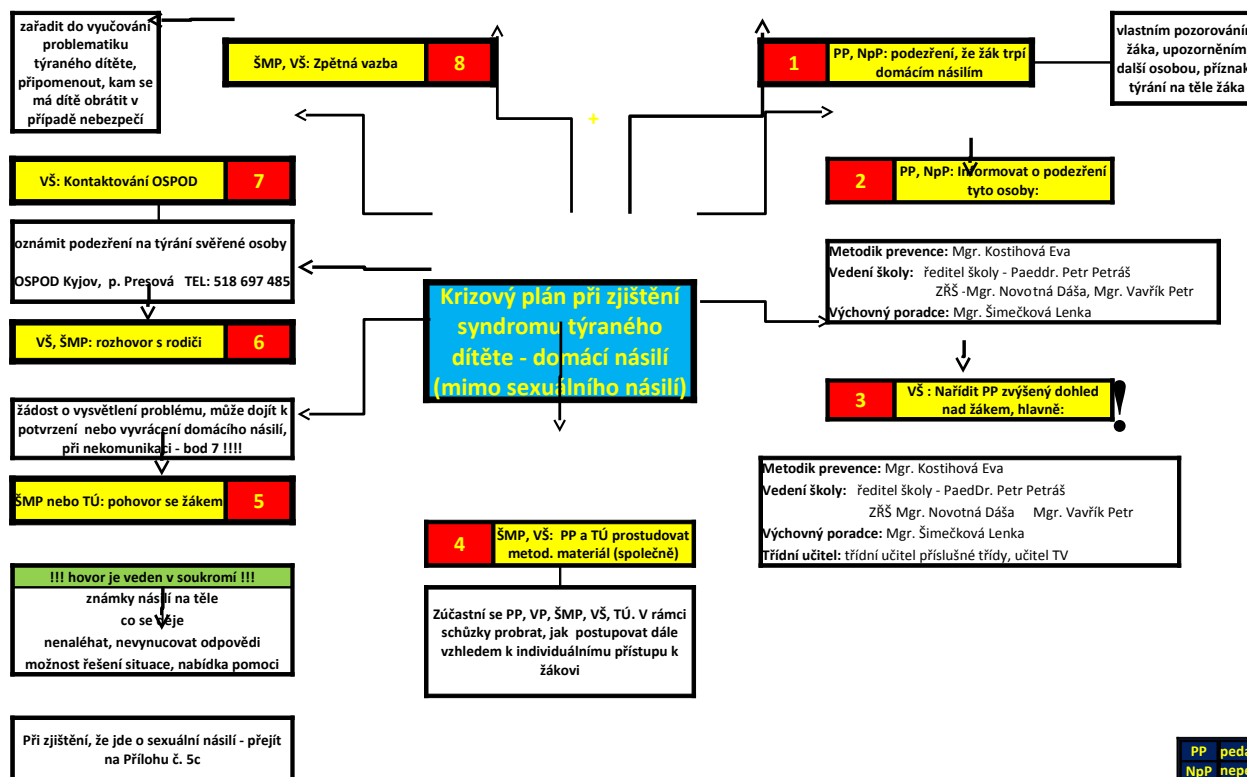 zařadit do vyučování
problematiku
týraného dítěte,
připomenout, kam se
má dítě obrátit v
případě nebezpečí
ŠMP, VŠ: Zpětná vazba
8
1
PP, NpP: podezření, že žák trpí
domácím násilím
vlastním pozorováním
žáka, upozorněním
další osobou, příznak
týrání na těle žáka
+
VŠ: Kontaktování OSPOD
7
2
PP, NpP: Informovat o podezření
tyto osoby:
oznámit podezření na týrání svěřené osoby
OSPOD Kyjov, p. Presová TEL: 518 697 485
Metodik prevence: Mgr. Kostihová Eva
Vedení školy: ředitel školy - Paeddr. Petr Petráš
ZŘŠ -Mgr. Novotná Dáša, Mgr. Vavřík Petr
Výchovný poradce: Mgr. Šimečková Lenka
Krizový plán při zjištění
syndromu týraného
dítěte - domácí násilí
(mimo sexuálního násilí)
VŠ, ŠMP: rozhovor s rodiči
6
3
VŠ : Nařídit PP zvýšený dohled
nad žákem, hlavně:
!
žádost o vysvětlení problému, může dojít k
potvrzení nebo vyvrácení domácího násilí,
při nekomunikaci - bod 7 !!!!
ŠMP nebo TÚ: pohovor se žákem
5
Metodik prevence: Mgr. Kostihová Eva
Vedení školy: ředitel školy - PaedDr. Petr Petráš
ZŘŠ Mgr. Novotná Dáša Mgr. Vavřík Petr
Výchovný poradce: Mgr. Šimečková Lenka
Třídní učitel: třídní učitel příslušné třídy, učitel TV
4
ŠMP, VŠ: PP a TÚ prostudovat
metod. materiál (společně)
!!! hovor je veden v soukromí !!!
známky násilí na těle
co se děje
nenaléhat, nevynucovat odpovědi
možnost řešení situace, nabídka pomoci
Zúčastní se PP, VP, ŠMP, VŠ, TÚ. V rámci
schůzky probrat, jak postupovat dále
vzhledem k individuálnímu přístupu k
žákovi
Při zjištění, že jde o sexuální násilí - přejít
na Přílohu č. 5c
PP peda
NpP nepe